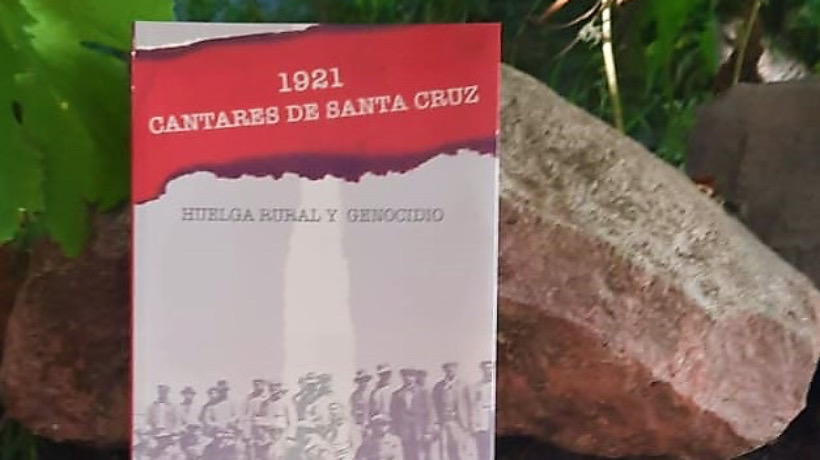 1921
CANTARES DE SANTA CRUZ
HUELGA RURAL Y GENOCIDIO